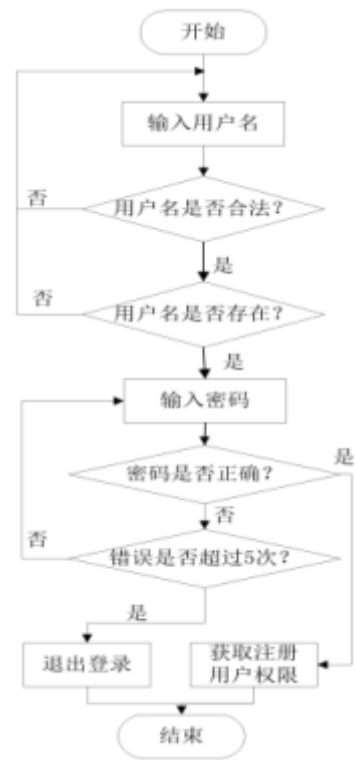 开始
输入用户名
用户名是否合法？
否
是
用户名是否存在？
否
是
输入密码
密码是否正确？
是
否
错误是否超过5次？
否
是
退出登录
获取注册
用户权限
结束